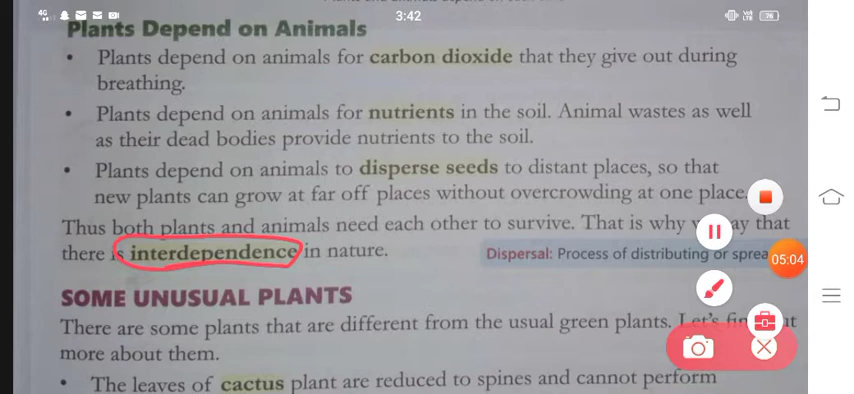 4G 3:42 VoLTE 76
Plants Depend on Animals
• Plants depend on animals for carbon dioxide that they give out during
breathing.
• Plants depend on animals for nutrients in the soil. Animal wastes as well
as their dead bodies provide nutrients to the soil.
• Plants depend on animals to disperse seeds to distant places, so that
new plants can grow at far off places without overcrowding at one place.
Thus both plants and animals need each other to survive. That is why that
there is interdependence in nature.
Dispersal: Process of distributing or
05:04
SOME UNUSUAL PLANTS
There are some plants that are different from the usual green plants. Let's
more about them.
• The leaves of cactus plant are reduced to spines and cannot perform